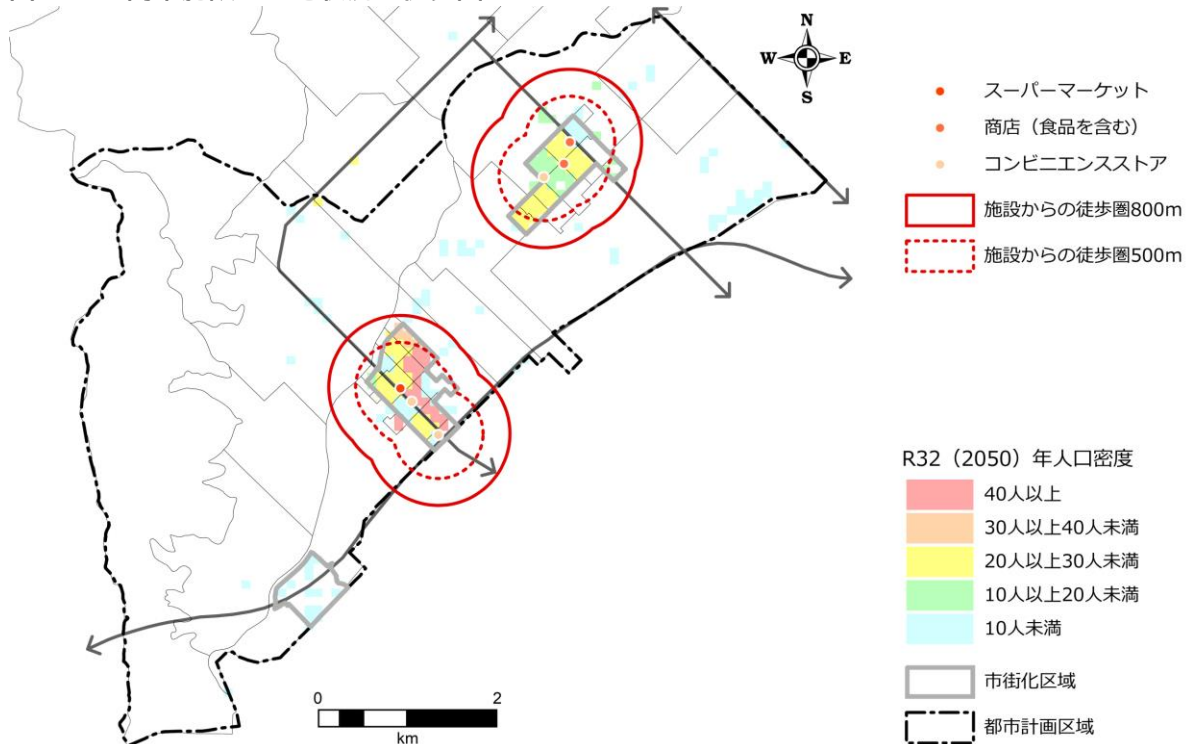 N
W E
S
スーパーマーケット
商店（食品を含む）
コンビニエンスストア
施設からの徒歩圏800m
施設からの徒歩圏500m
R32（2050）年人口密度
40人以上
30人以上40人未満
20人以上30人未満
10人以上20人未満
10人未満
市街化区域
都市計画区域
0 2
km